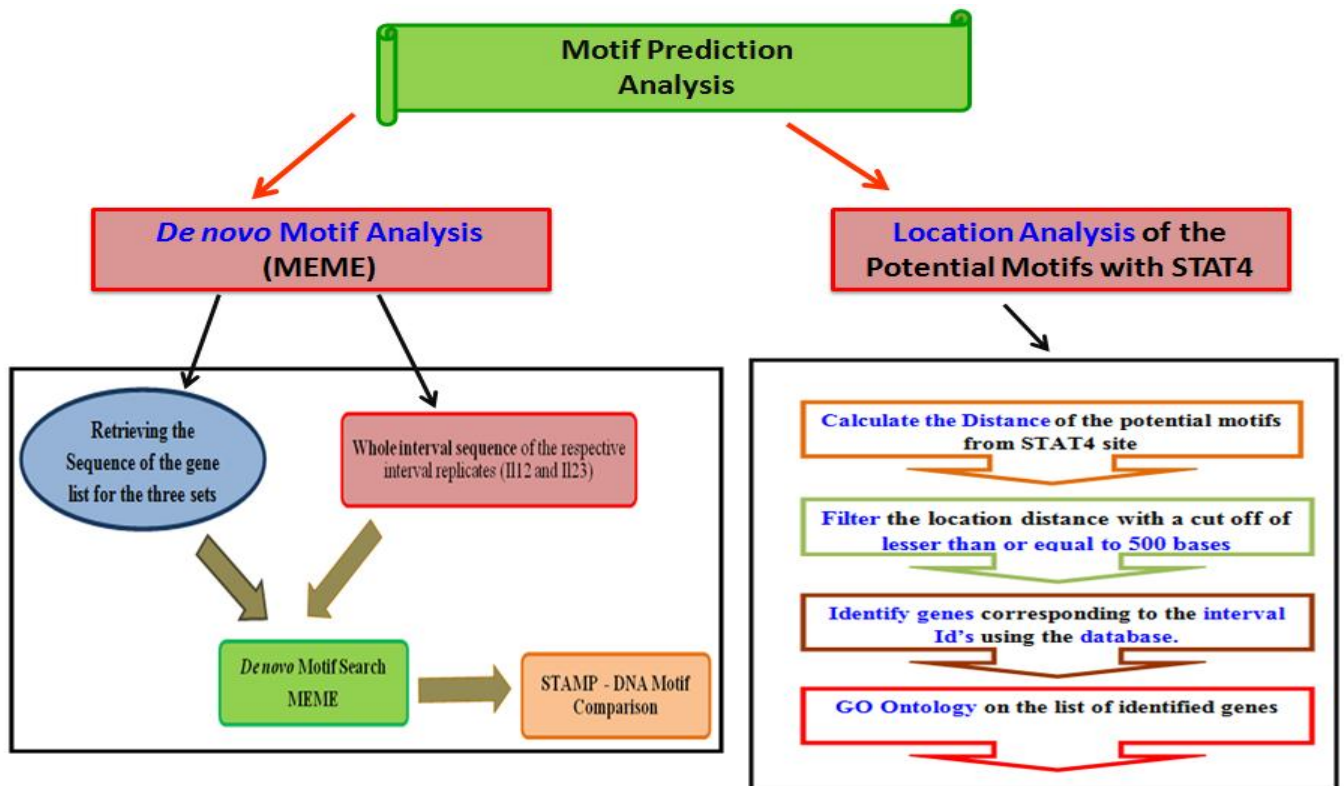 Motif Prediction
Analysis
De novo Motif Analysis
(MEME)
Location Analysis of the
Potential Motifs with STAT4
Retrieving the
Sequence of the gene
list for the three sets
Whole interval sequence of the respective
interval replicates (Il12 and Il23)
De novo Motif Search
MEME
STAMP - DNA Motif
Comparison
Calculate the Distance of the potential motifs
from STAT4 site
Filter the location distance with a cut off of
lesser than or equal to 500 bases
Identify genes corresponding to the interval
Id's using the database.
GO Ontology on the list of identified genes